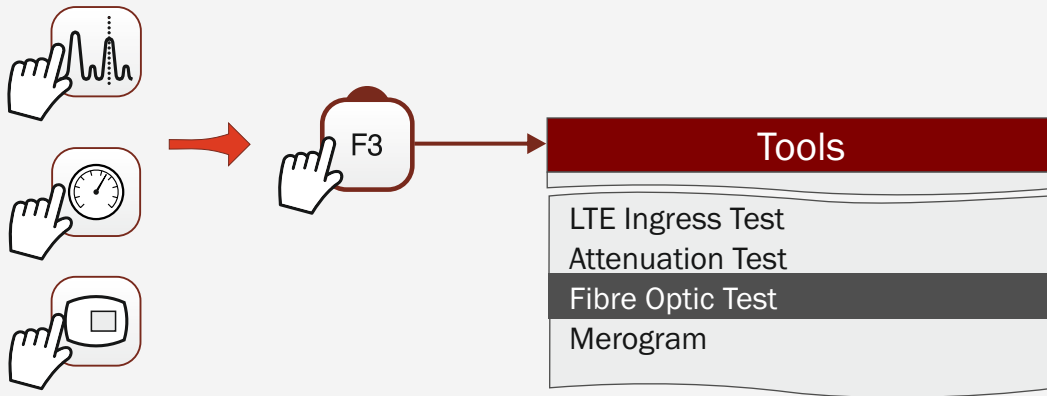 F3
Tools
LTE Ingress Test
Attenuation Test
Fibre Optic Test
Merogram